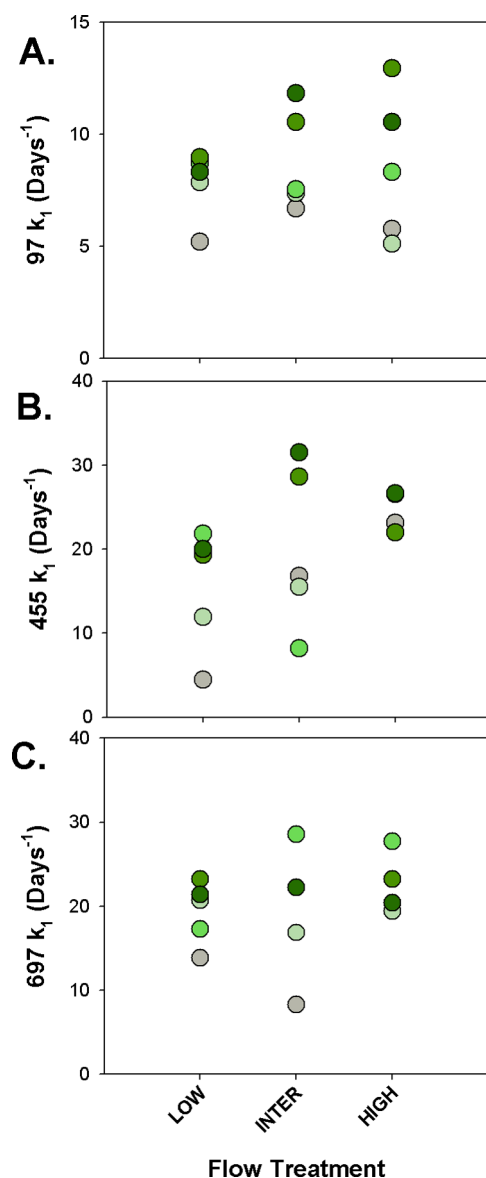 A.
97 k₁ (Days⁻¹)
15
10
5
0
B.
455 k₁ (Days⁻¹)
40
30
20
10
0
C.
697 k₁ (Days⁻¹)
40
30
20
10
0
LOW
INTER
HIGH
Flow Treatment